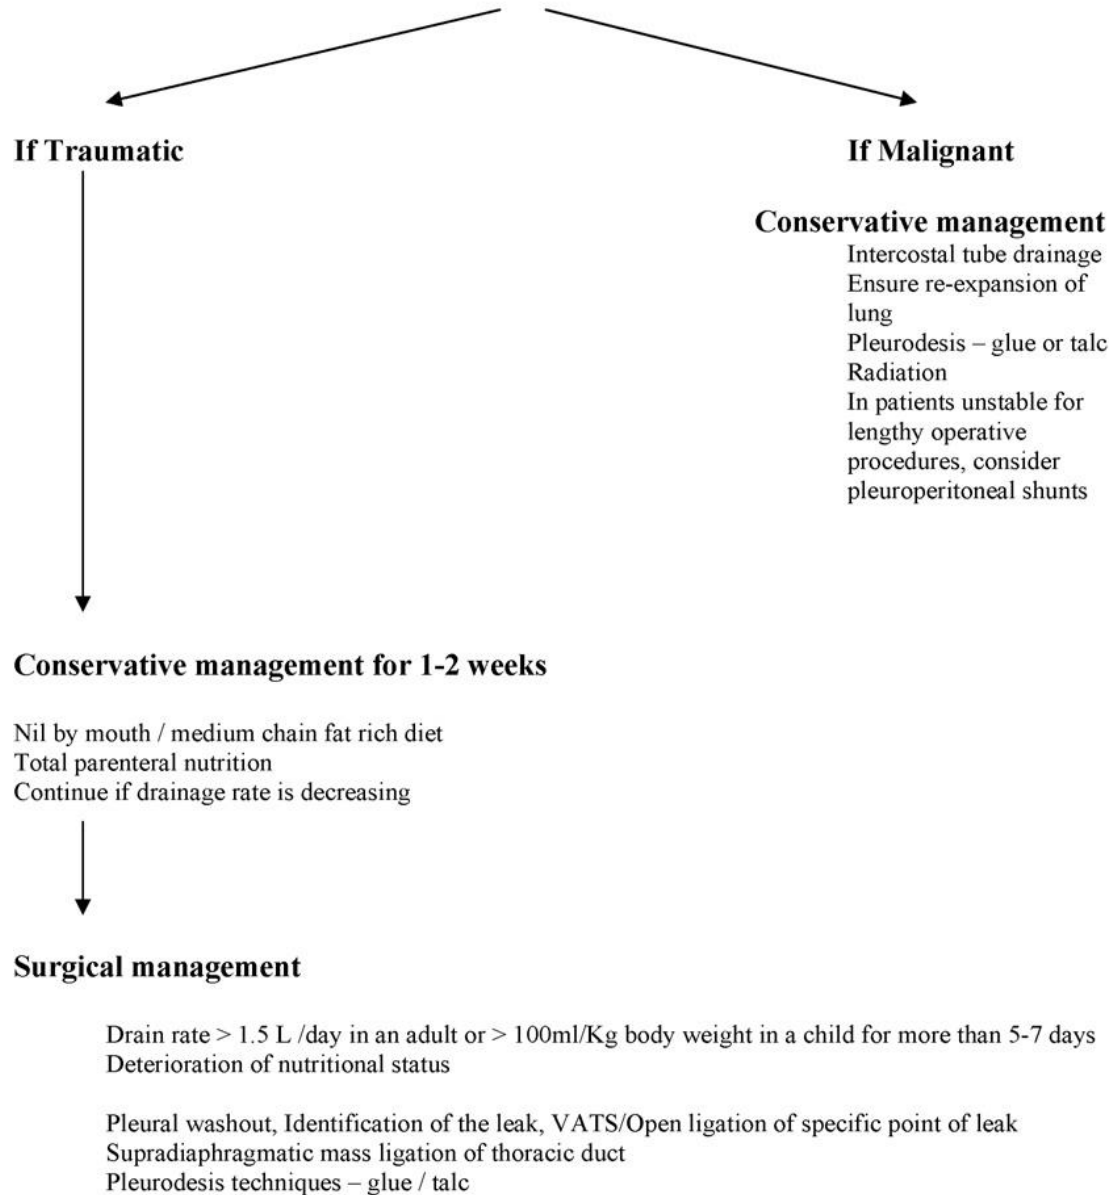 If Traumatic
If Malignant
Conservative management
Intercostal tube drainage
Ensure re-expansion of
lung
Pleurodesis – glue or talc
Radiation
In patients unstable for
lengthy operative
procedures, consider
pleuroperitoneal shunts
Conservative management for 1-2 weeks
Nil by mouth / medium chain fat rich diet
Total parenteral nutrition
Continue if drainage rate is decreasing
Surgical management
Drain rate > 1.5 L /day in an adult or > 100ml/Kg body weight in a child for more than 5-7 days
Deterioration of nutritional status
Pleural washout, Identification of the leak, VATS/Open ligation of specific point of leak
Supradiaphragmatic mass ligation of thoracic duct
Pleurodesis techniques – glue / talc